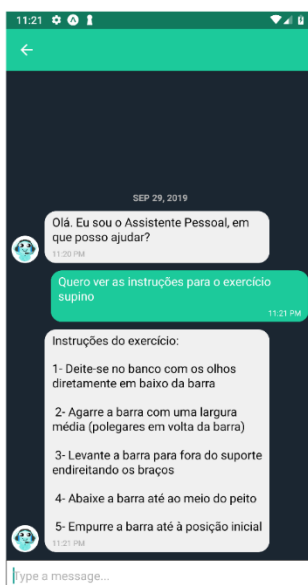 11:21
SEP 29, 2019
Olá. Eu sou o Assistente Pessoal, em
que posso ajudar?
11:20 PM
Quero ver as instruções para o exercício
supino
11:21 PM
Instruções do exercício:
1- Deite-se no banco com os olhos
diretamente em baixo da barra
2- Agarre a barra com uma largura
média (polegares em volta da barra)
3- Levante a barra para fora do suporte
endireitando os braços
4- Abaixe a barra até ao meio do peito
5- Empurre a barra até à posição inicial
11:21 PM
Type a message...